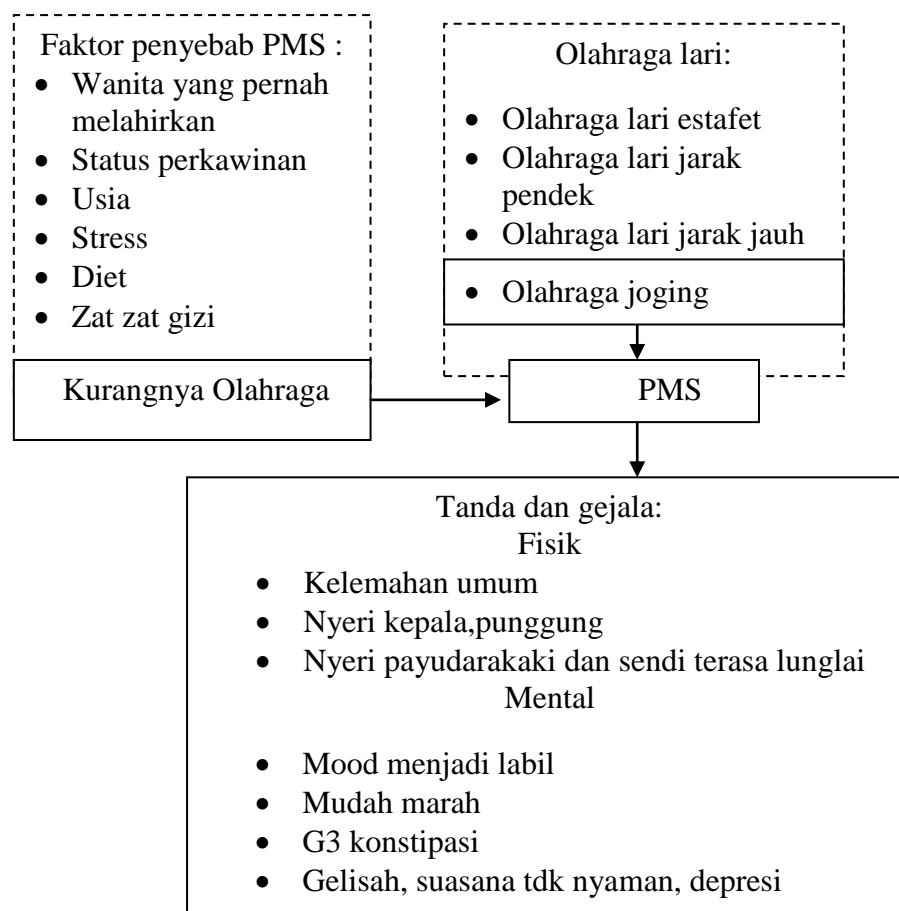 Faktor penyebab PMS :
• Wanita yang pernah
melahirkan
• Status perkawinan
• Usia
• Stress
• Diet
• Zat zat gizi
Kurangnya Olahraga
Olahraga lari:
• Olahraga lari estafet
• Olahraga lari jarak
pendek
• Olahraga lari jarak jauh
• Olahraga joging
PMS
Tanda dan gejala:
Fisik
• Kelemahan umum
• Nyeri kepala,punggung
• Nyeri payudarakaki dan sendi terasa lunglai
Mental
• Mood menjadi labil
• Mudah marah
• G3 konstipasi
• Gelisah, suasana tdk nyaman, depresi